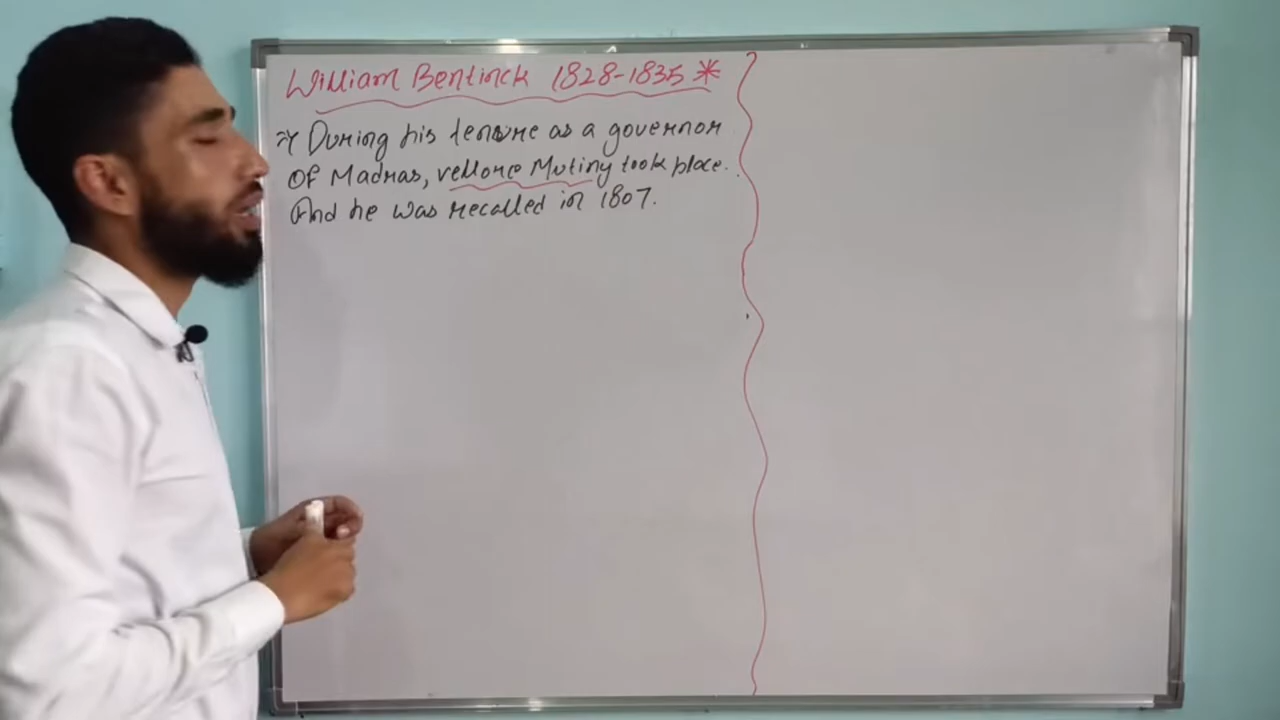 William Bentinck 1828-1835 *
During his tenure as a governor
OF Madras, vellore Mutiny took place.
And he was recalled in 1807.